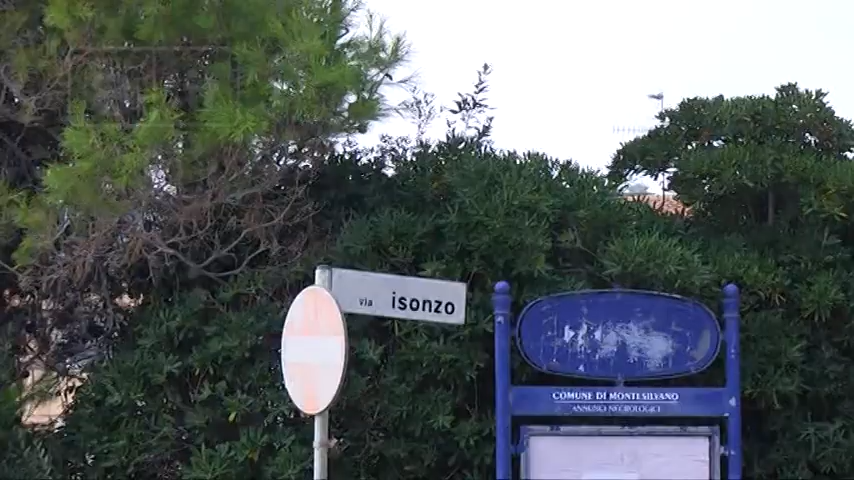 via isonzo
COMUNE DI MONTESILVANO
ANNUNCI NECROLOGICI